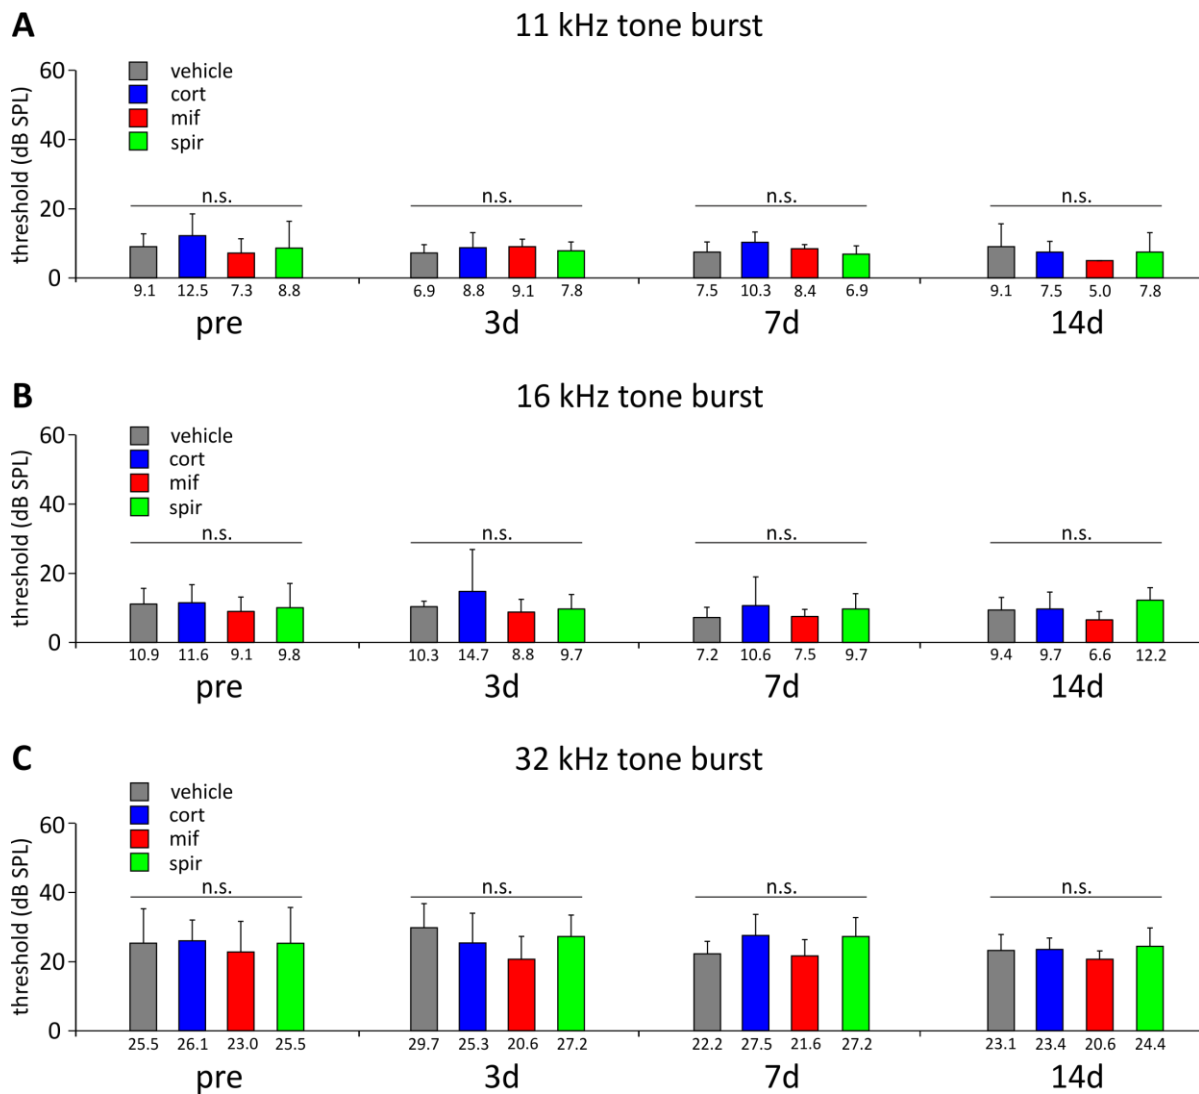 A
11 kHz tone burst
threshold (dB SPL)
60
40
20
0
vehicle
cort
mif
spir
n.s. n.s. n.s. n.s.
9.1 12.5 7.3 8.8 6.9 8.8 9.1 7.8 7.5 10.3 8.4 6.9 9.1 7.5 5.0 7.8
pre 3d 7d 14d
B
16 kHz tone burst
threshold (dB SPL)
60
40
20
0
vehicle
cort
mif
spir
n.s. n.s. n.s. n.s.
10.9 11.6 9.1 9.8 10.3 14.7 8.8 9.7 7.2 10.6 7.5 9.7 9.4 9.7 6.6 12.2
pre 3d 7d 14d
C
32 kHz tone burst
threshold (dB SPL)
60
40
20
0
vehicle
cort
mif
spir
n.s. n.s. n.s. n.s.
25.5 26.1 23.0 25.5 29.7 25.3 20.6 27.2 22.2 27.5 21.6 27.2 23.1 23.4 20.6 24.4
pre 3d 7d 14d